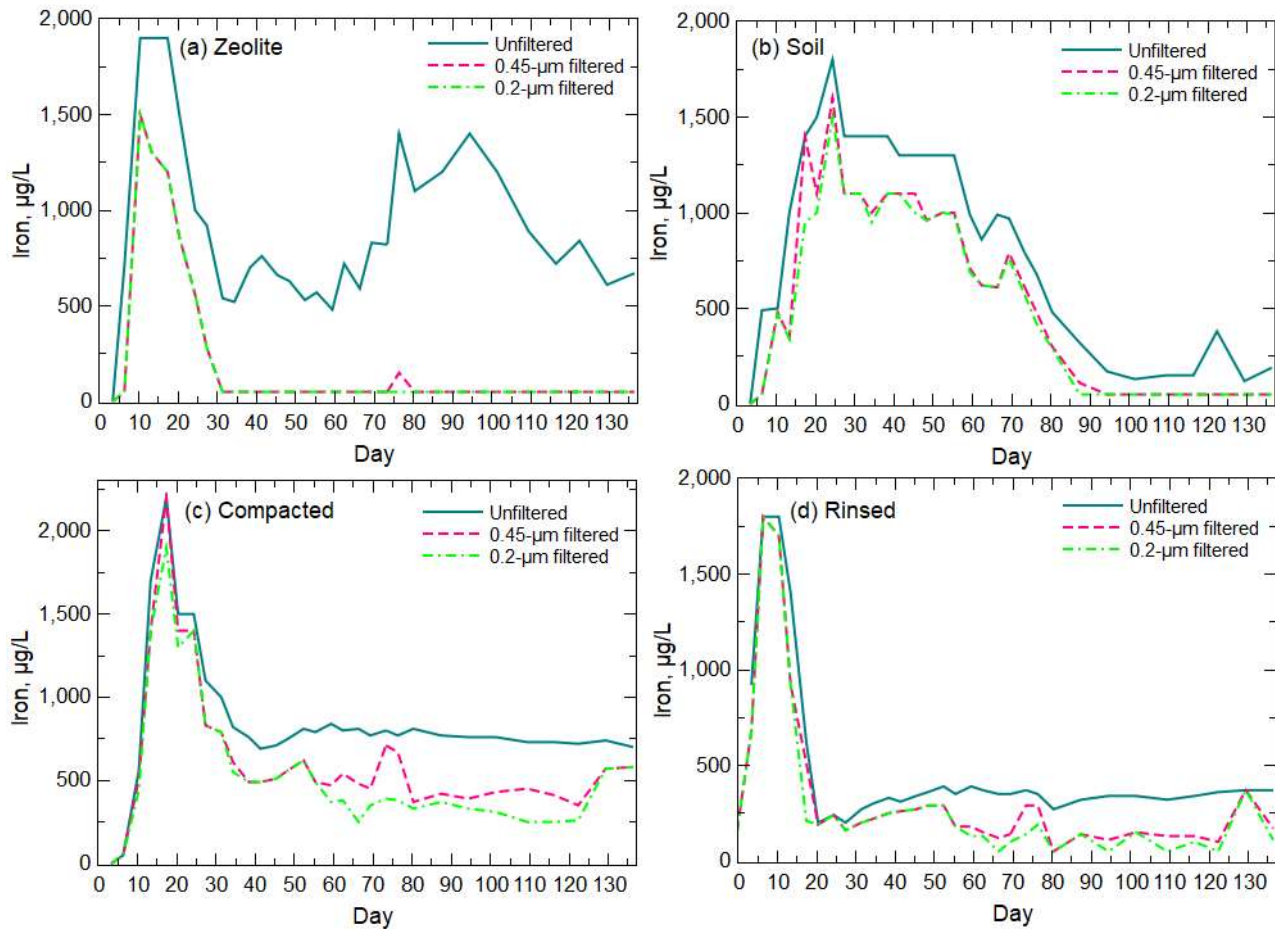 (a) Zeolite
Unfiltered
0.45-µm filtered
0.2-µm filtered
2,000
1,500
1,000
500
0
Iron, µg/L
0 10 20 30 40 50 60 70 80 90 100 110 120 130
Day
(b) Soil
Unfiltered
0.45-µm filtered
0.2-µm filtered
2,000
1,500
1,000
500
0
Iron, µg/L
0 10 20 30 40 50 60 70 80 90 100 110 120 130
Day
(c) Compacted
Unfiltered
0.45-µm filtered
0.2-µm filtered
2,000
1,500
1,000
500
0
Iron, µg/L
0 10 20 30 40 50 60 70 80 90 100 110 120 130
Day
(d) Rinsed
Unfiltered
0.45-µm filtered
0.2-µm filtered
2,000
1,500
1,000
500
0
Iron, µg/L
0 10 20 30 40 50 60 70 80 90 100 110 120 130
Day